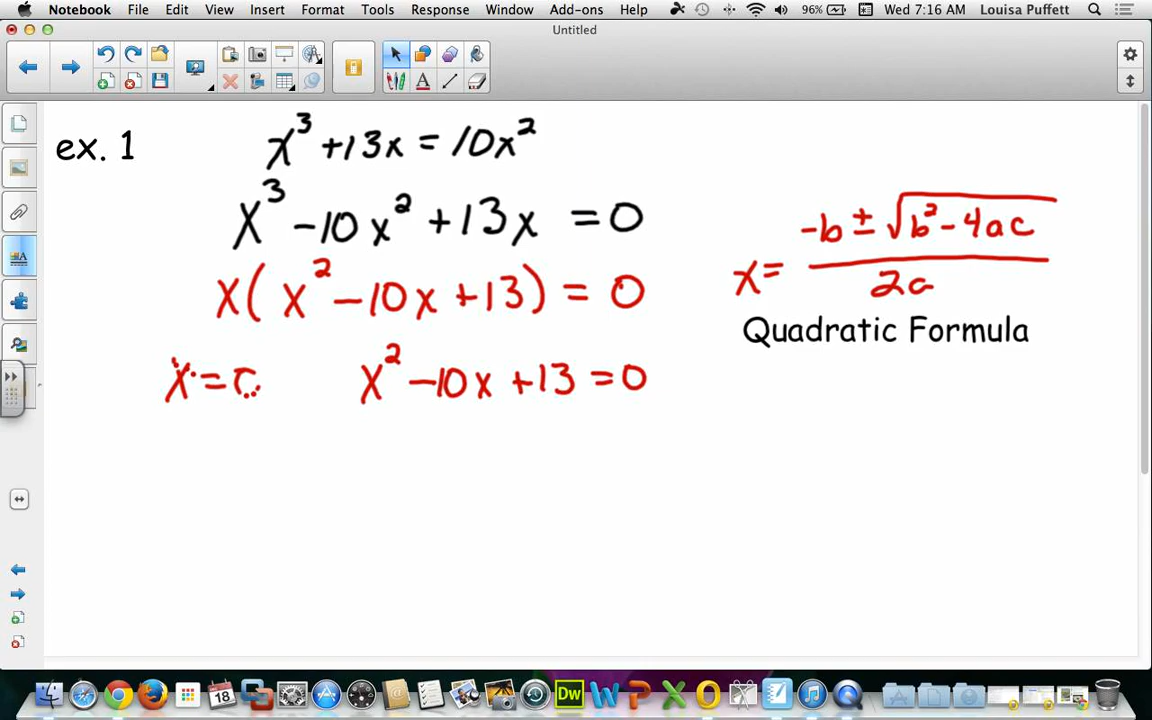 Notebook File Edit View Insert Format Tools Response Window Add-ons Help 96% Wed 7:16 AM Louisa Puffett
Untitled
ex. 1 x³ +13x = 10x²
x³ -10x² +13x =0
x( x² -10x +13) = 0
x=0 x² -10x +13 =0
x= -b ± √b² - 4ac / 2a
Quadratic Formula
18 Dw